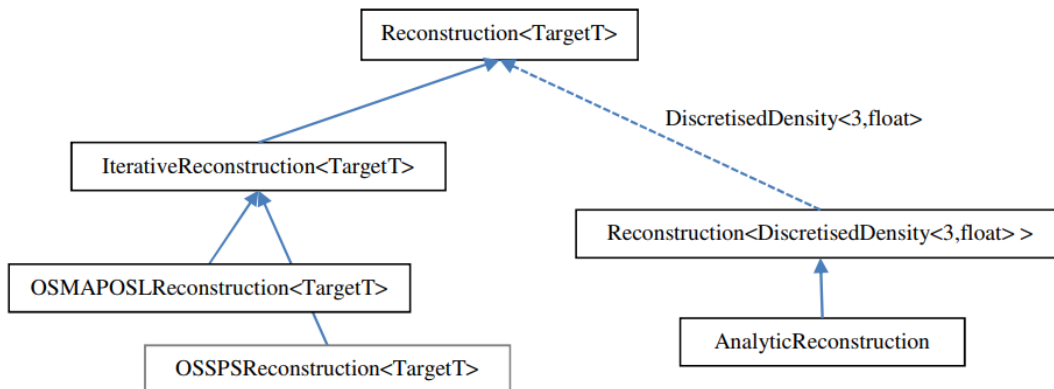 Reconstruction<TargetT>
DiscretisedDensity<3,float>
IterativeReconstruction<TargetT>
Reconstruction<DiscretisedDensity<3,float> >
OSMAPOSLReconstruction<TargetT>
AnalyticReconstruction
OSSPSReconstruction<TargetT>